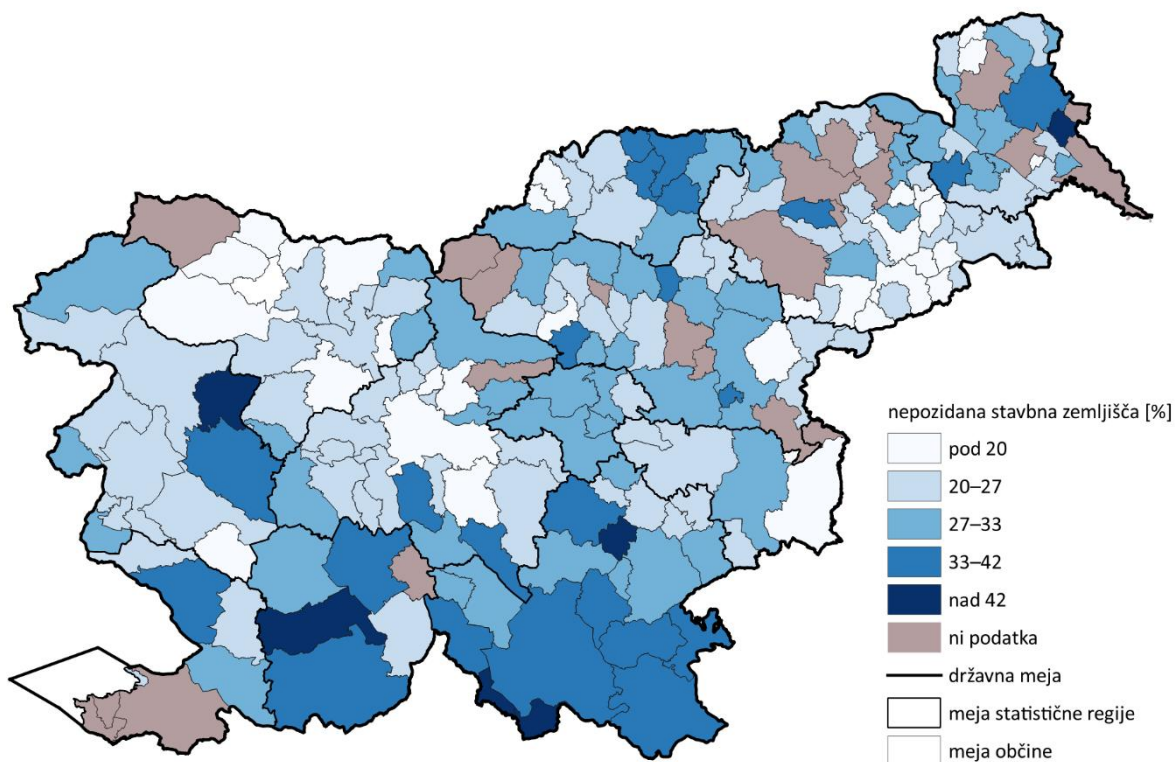 nepozidana stavbna zemljišča [%]
pod 20
20–27
27–33
33–42
nad 42
ni podatka
državna meja
meja statistične regije
meja občine